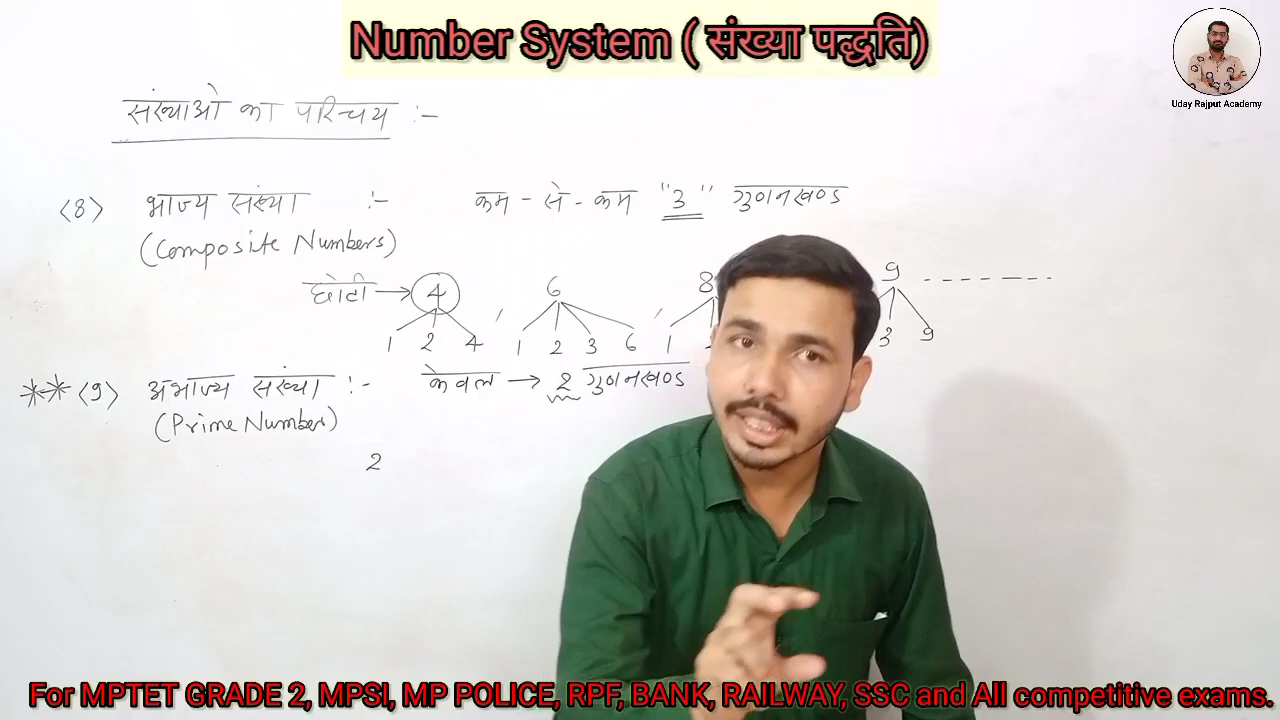 Number System ( संख्या पद्धति)
Uday Rajput Academy
संख्याओ का परिचय :-
(8) भाज्य संख्या :- कम - से - कम "3" गुणनखण्ड
(Composite Numbers)
छोटी → 4 , 6 , 8 9 - - - - - - -
1 2 4 1 2 3 6 1 3 9
** (9) अभाज्य संख्या :- केवल → 2 गुणनखण्ड
(Prime Number)
2
For MPTET GRADE 2, MPSI, MP POLICE, RPF, BANK, RAILWAY, SSC and All competitive exams.